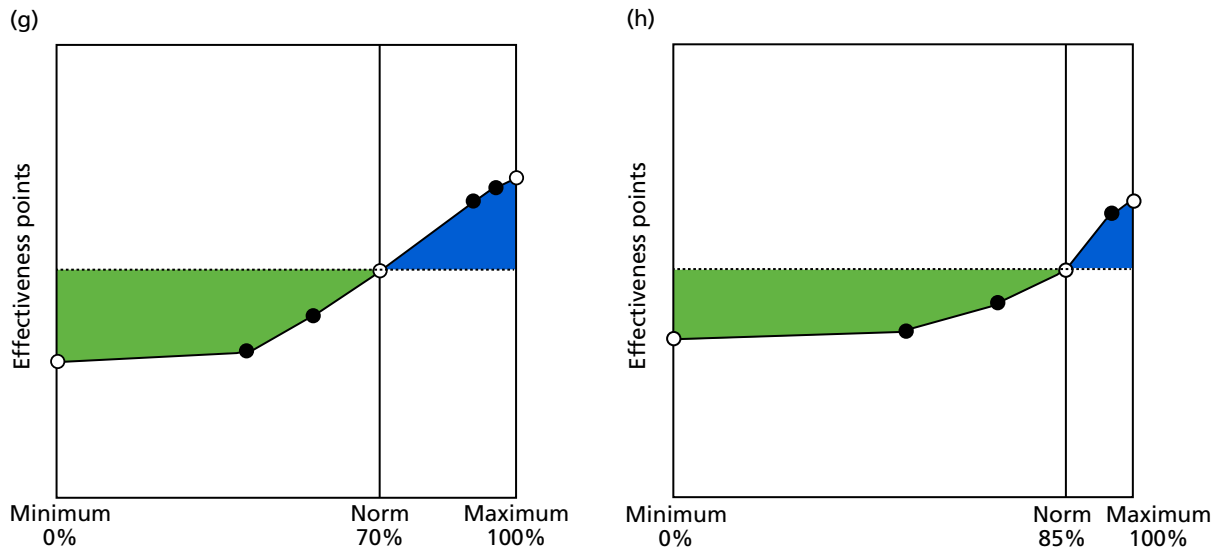 (g)
Effectiveness points
Minimum
0%
Norm
70%
Maximum
100%
(h)
Effectiveness points
Minimum
0%
Norm
85%
Maximum
100%